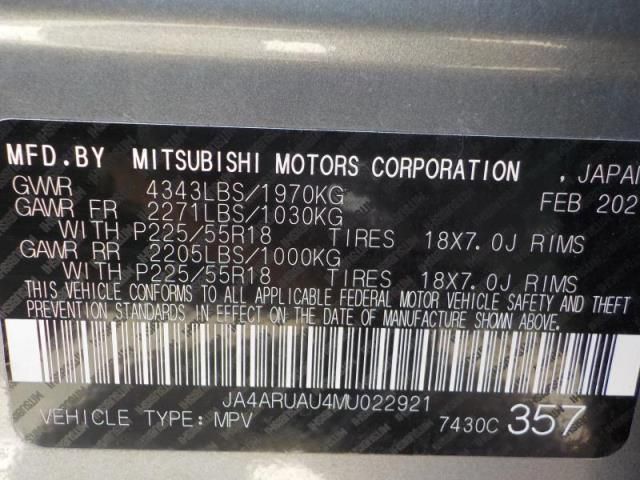 MFD.BY MITSUBISHI MOTORS CORPORATION , JAPAN
GVWR 4343LBS/1970KG FEB 202
GAWR FR 2271LBS/1030KG
WITH P225/55R18 TIRES 18X7.0J RIMS
GAWR RR 2205LBS/1000KG
WITH P225/55R18 TIRES 18X7.0J RIMS
THIS VEHICLE CONFORMS TO ALL APPLICABLE FEDERAL MOTOR VEHICLE SAFETY AND THEFT
PREVENTION STANDARDS IN EFFECT ON THE DATE OF MANUFACTURE SHOWN ABOVE.
JA4ARUAU4MU022921
VEHICLE TYPE: MPV 7430C 357